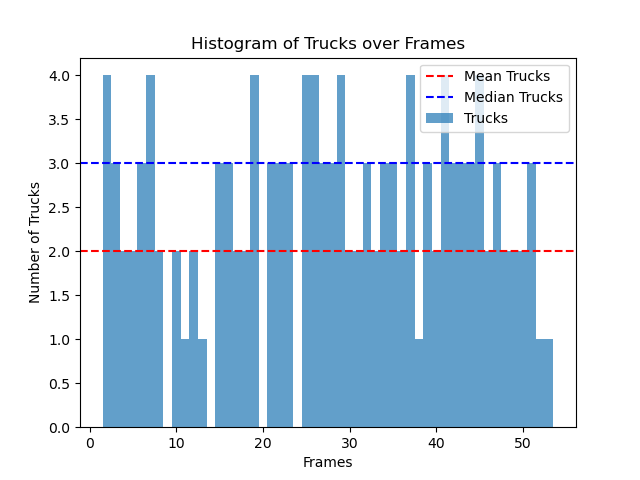 Histogram of Trucks over Frames
Mean Trucks
Median Trucks
Trucks
Number of Trucks
4.0
3.5
3.0
2.5
2.0
1.5
1.0
0.5
0.0
0 10 20 30 40 50
Frames